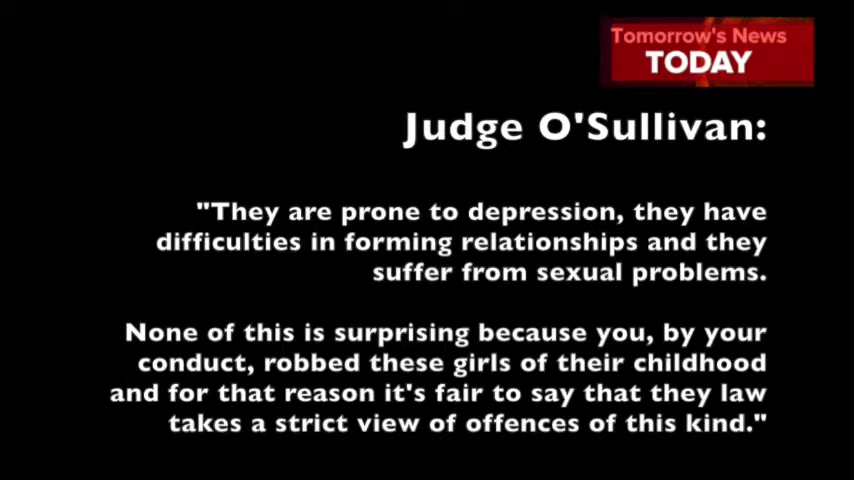 Tomorrow's News
TODAY
Judge O'Sullivan:
"They are prone to depression, they have
difficulties in forming relationships and they
suffer from sexual problems.
None of this is surprising because you, by your
conduct, robbed these girls of their childhood
and for that reason it's fair to say that they law
takes a strict view of offences of this kind."